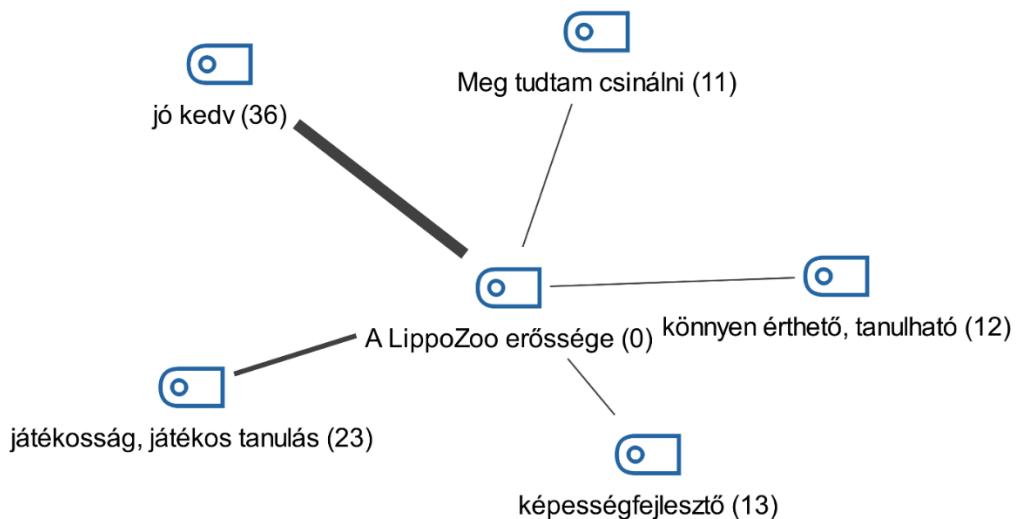 Meg tudtam csinálni (11)
jó kedv (36)
könnyen érthető, tanulható (12)
A LippoZoo erőssége (0)
játékosság, játékos tanulás (23)
képességfejlesztő (13)